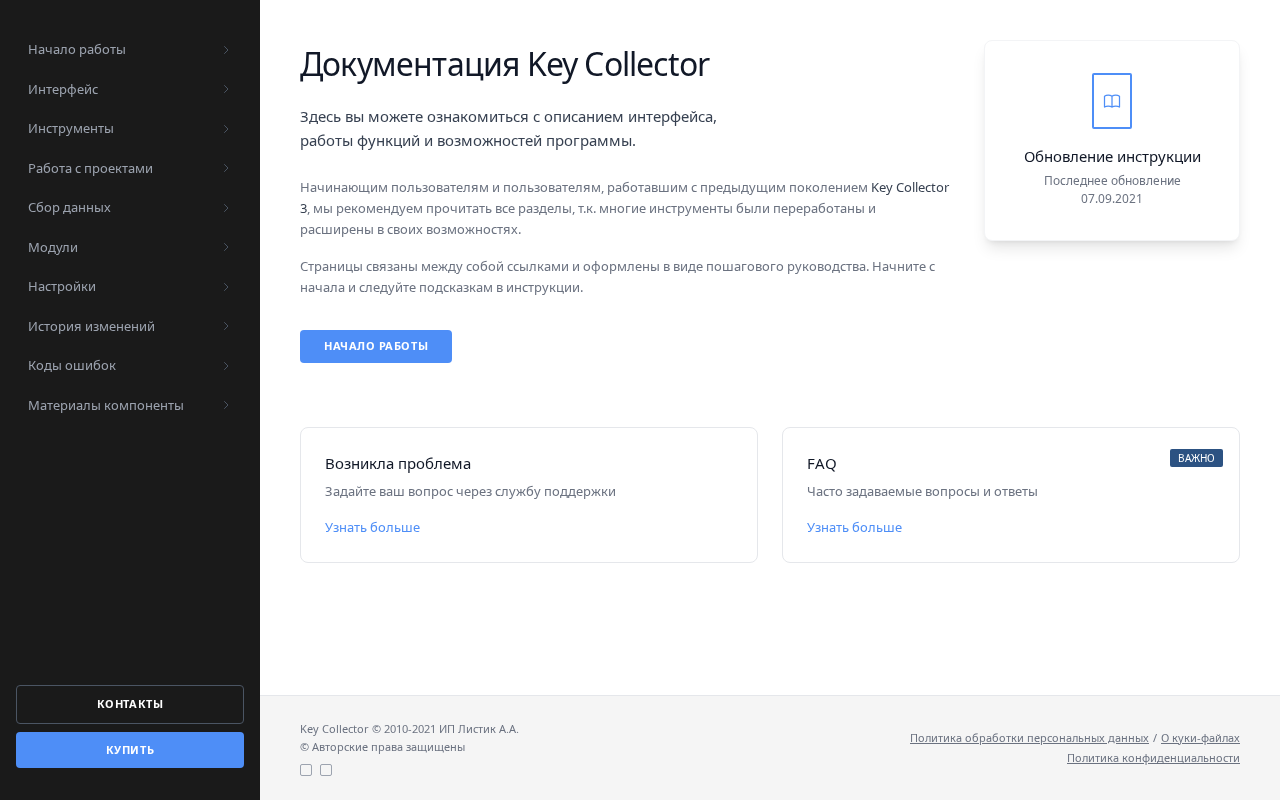 Начало работы
Интерфейс
Инструменты
Работа с проектами
Сбор данных
Модули
Настройки
История изменений
Коды ошибок
Материалы компоненты
КОНТАКТЫ
КУПИТЬ
Документация Key Collector
Здесь вы можете ознакомиться с описанием интерфейса,
работы функций и возможностей программы.
Начинающим пользователям и пользователям, работавшим с предыдущим поколением Key Collector
3, мы рекомендуем прочитать все разделы, т.к. многие инструменты были переработаны и
расширены в своих возможностях.
Страницы связаны между собой ссылками и оформлены в виде пошагового руководства. Начните с
начала и следуйте подсказкам в инструкции.
НАЧАЛО РАБОТЫ
Обновление инструкции
Последнее обновление
07.09.2021
Возникла проблема
Задайте ваш вопрос через службу поддержки
Узнать больше
FAQ
ВАЖНО
Часто задаваемые вопросы и ответы
Узнать больше
Key Collector © 2010-2021 ИП Листик А.А.
© Авторские права защищены
Политика обработки персональных данных / О куки-файлах
Политика конфиденциальности